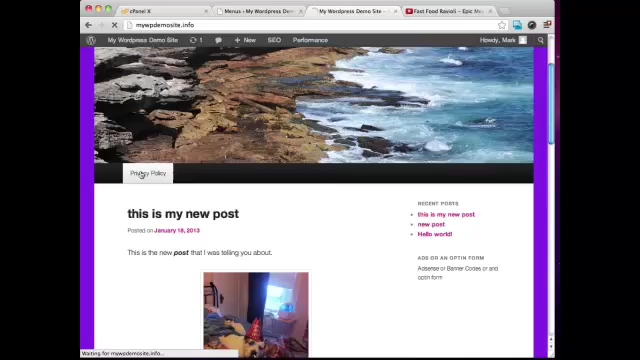 cPanel X
Menus ‹ My Wordpress Dem
My Wordpress Demo Site
Fast Food Ravioli - Epic Me
mywpdemosite.info
My Wordpress Demo Site
1
+ New
SEO
Performance
Howdy, Mark
Privacy Policy
this is my new post
Posted on January 18, 2013
This is the new post that I was telling you about.
RECENT POSTS
this is my new post
new post
Hello world!
ADS OR AN OPTIN FORM
Adsense or Banner Codes or and
optin form
Waiting for mywpdemosite.info...